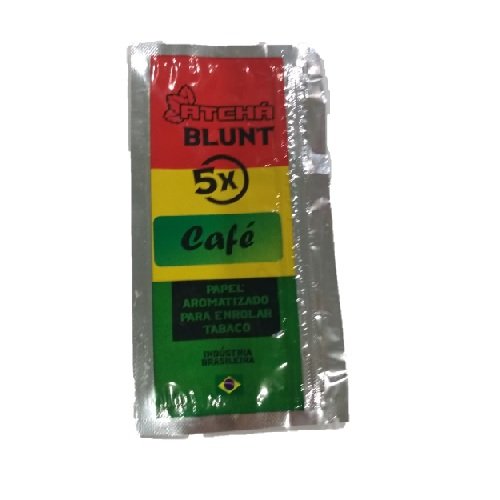 ATCHÁ
BLUNT
5X
Café
PAPEL
AROMATIZADO
PARA ENROLAR
TABACO
INDÚSTRIA
BRASILEIRA